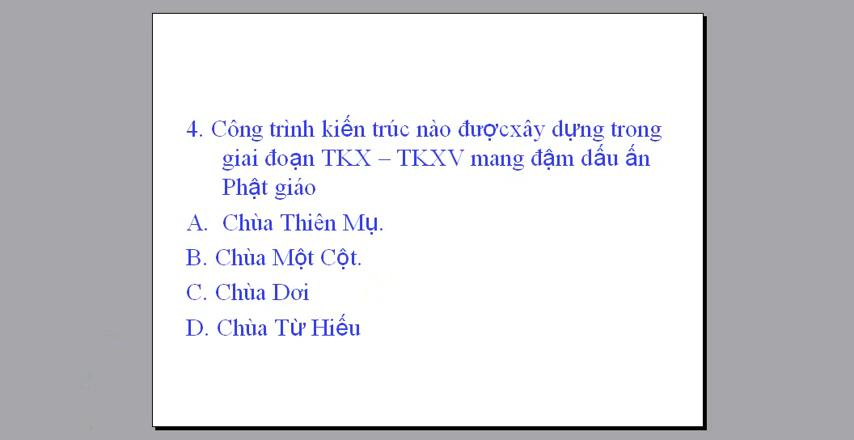 4. Công trình kiến trúc nào đượcxây dựng trong
giai đoạn TKX – TKXV mang đậm dấu ấn
Phật giáo
A. Chùa Thiên Mụ.
B. Chùa Một Cột.
C. Chùa Dơi
D. Chùa Từ Hiếu